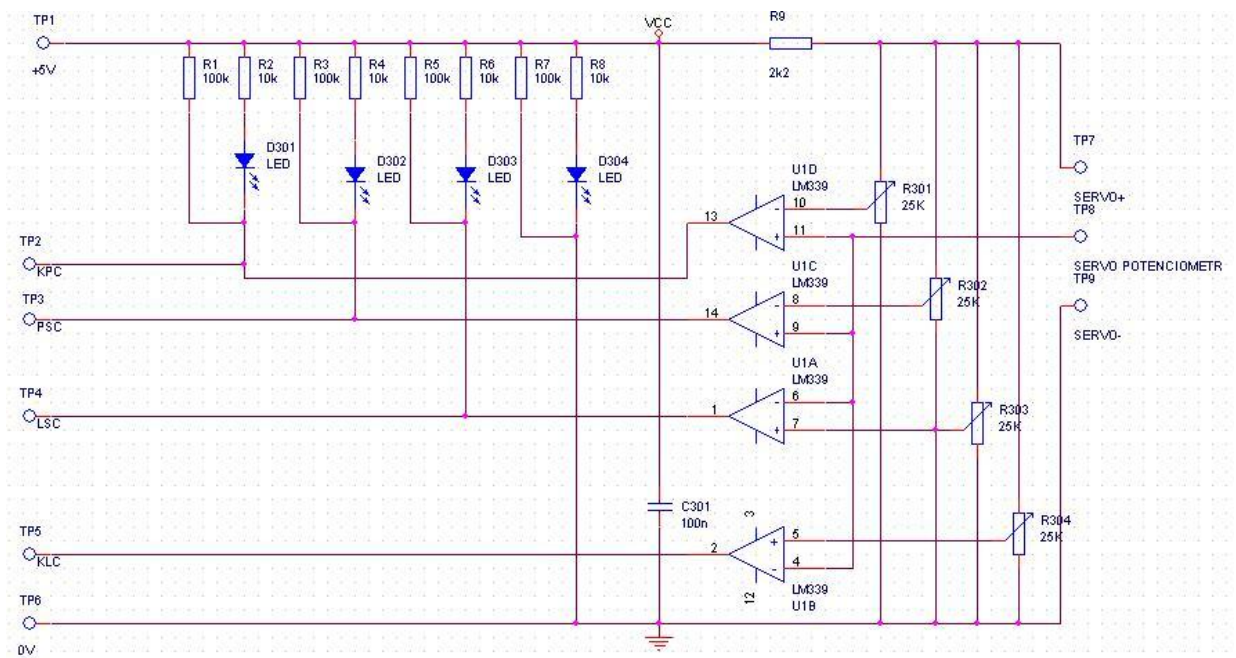 TP1
+5V
VCC
R9
2k2
R1
100k
R2
10k
R3
100k
R4
10k
R5
100k
R6
10k
R7
100k
R8
10k
D301
LED
D302
LED
D303
LED
D304
LED
U1D
LM339
10
11
13
R301
25K
TP7
SERVO+
TP8
SERVO POTENCIOMETR
TP9
SERVO-
TP2
KPC
U1C
LM339
8
9
14
R302
25K
TP3
PSC
U1A
LM339
6
7
1
R303
25K
TP4
LSC
C301
100n
3
5
4
2
12
LM339
U1B
R304
25K
TP5
KLC
TP6
0V